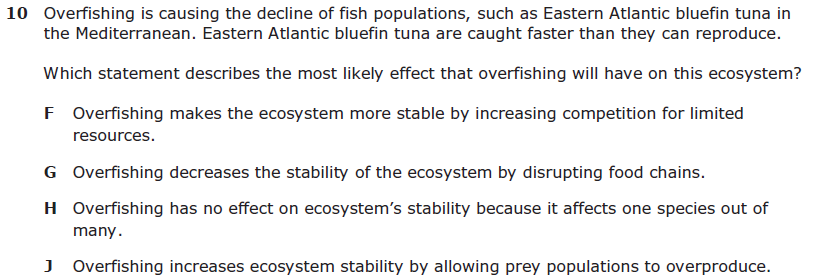 10 Overfishing is causing the decline of fish populations, such as Eastern Atlantic bluefin tuna in
the Mediterranean. Eastern Atlantic bluefin tuna are caught faster than they can reproduce.
Which statement describes the most likely effect that overfishing will have on this ecosystem?
F Overfishing makes the ecosystem more stable by increasing competition for limited
resources.
G Overfishing decreases the stability of the ecosystem by disrupting food chains.
H Overfishing has no effect on ecosystem’s stability because it affects one species out of
many.
J Overfishing increases ecosystem stability by allowing prey populations to overproduce.